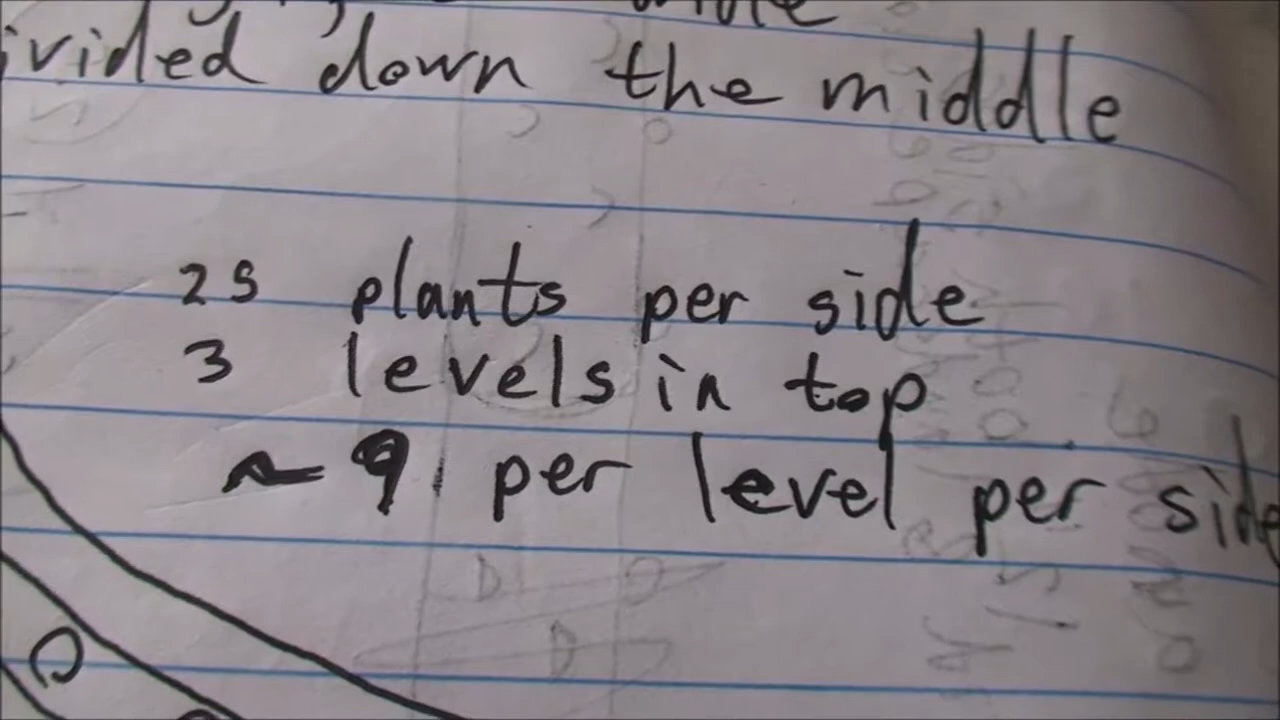 ivided down the middle
25 plants per side
3 levels in top
~ 9 per level per side